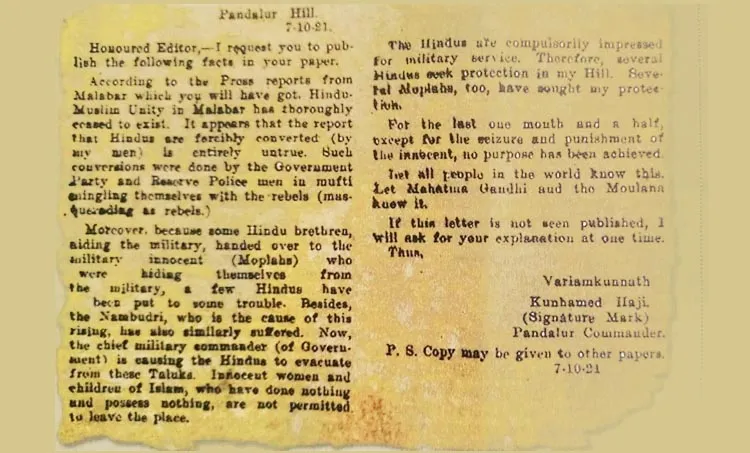 Pandalur Hill.
7-10-21.
Honoured Editor,—I request you to pub-
lish the following facts in your paper.
According to the Press reports from
Malabar which you will have got, Hindu-
Muslim Unity in Malabar has thoroughly
ceased to exist. It appears that the report
that Hindus are forcibly converted (by
my men) is entirely untrue. Such
conversions were done by the Government
Party and Reserve Police men in mufti
mingling themselves with the rebels (mas-
querading as rebels.)
Moreover, because some Hindu brethren,
aiding the military, handed over to the
military innocent (Moplahs) who
were hiding themselves from
the military, a few Hindus have
been put to some trouble. Besides,
the Nambudri, who is the cause of this
rising, has also similarly suffered. Now,
the chief military commander (of Govern-
ment) is causing the Hindus to evacuate
from these Taluks. Innocent women and
children of Islam, who have done nothing
and possess nothing, are not permitted
to leave the place.
The Hindus are compulsorily impressed
for military service. Therefore, several
Hindus seek protection in my Hill. Seve-
ral Moplahs, too, have sought my protec-
tion.
For the last one month and a half,
except for the seizure and punishment of
the innocent, no purpose has been achieved.
Let all people in the world know this.
Let Mahatma Gandhi and the Moulana
know it.
If this letter is not seen published, I
will ask for your explanation at one time.
Thus,
Variamkunnath
Kunhamed Haji.
(Signature Mark)
Pandalur Commander.
P. S. Copy may be given to other papers.
7-10-21